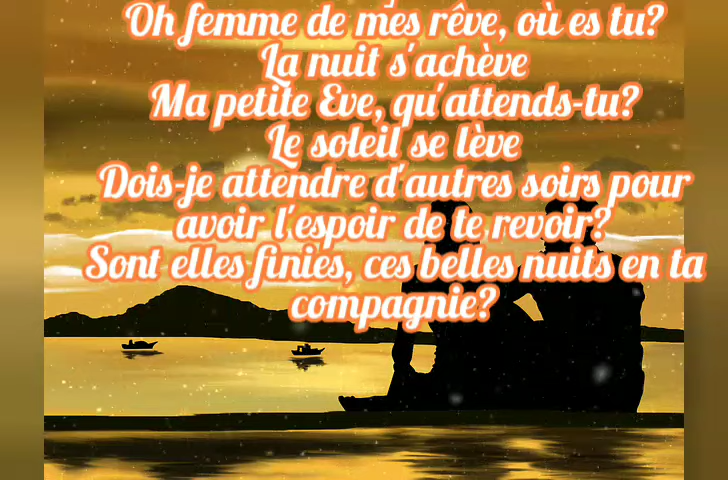 Oh femme de mes rêve, où es tu?
La nuit s'achève
Ma petite Eve, qu'attends-tu?
Le soleil se lève
Dois-je attendre d'autres soirs pour
avoir l'espoir de te revoir?
Sont elles finies, ces belles nuits en ta
compagnie?